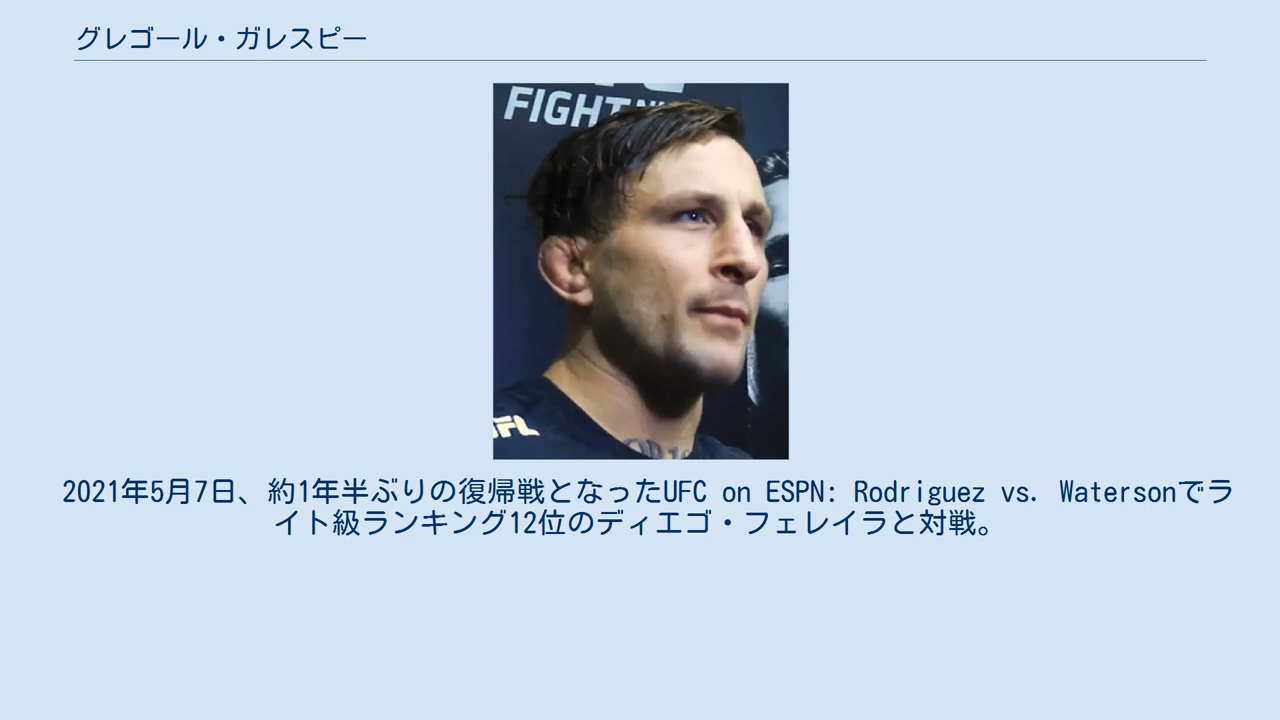 グレゴール・ガレスピー
FIGHT
2021年5月7日、約1年半ぶりの復帰戦となったUFC on ESPN: Rodriguez vs. Watersonでラ
イト級ランキング12位のディエゴ・フェレイラと対戦。